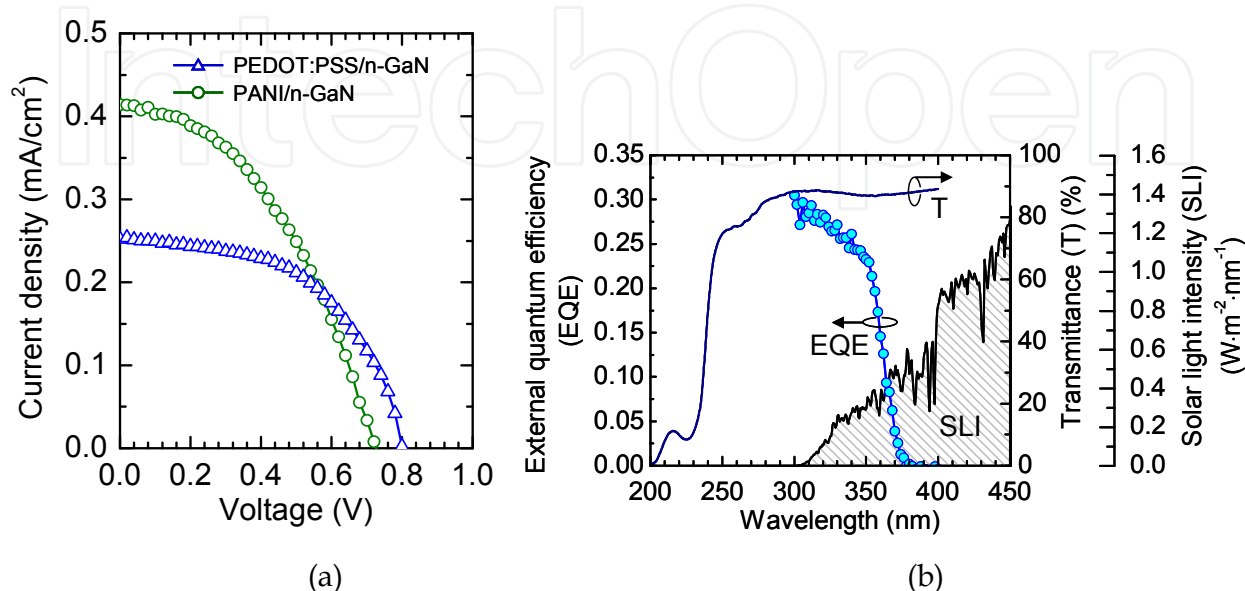 IntechOpen
0.5
0.4
0.3
0.2
0.1
0.0
Current density (mA/cm²)
PEDOT:PSS/n-GaN
PANI/n-GaN
0.0 0.2 0.4 0.6 0.8 1.0
Voltage (V)
(a)
External quantum efficiency
(EQE)
0.35
0.30
0.25
0.20
0.15
0.10
0.05
0.00
T
EQE
SLI
200 250 300 350 400 450
Wavelength (nm)
100
80
60
40
20
0
Transmittance (T) (%)
1.6
1.4
1.2
1.0
0.8
0.6
0.4
0.2
0.0
Solar light intensity (SLI)
(W·m⁻²·nm⁻¹)
(b)